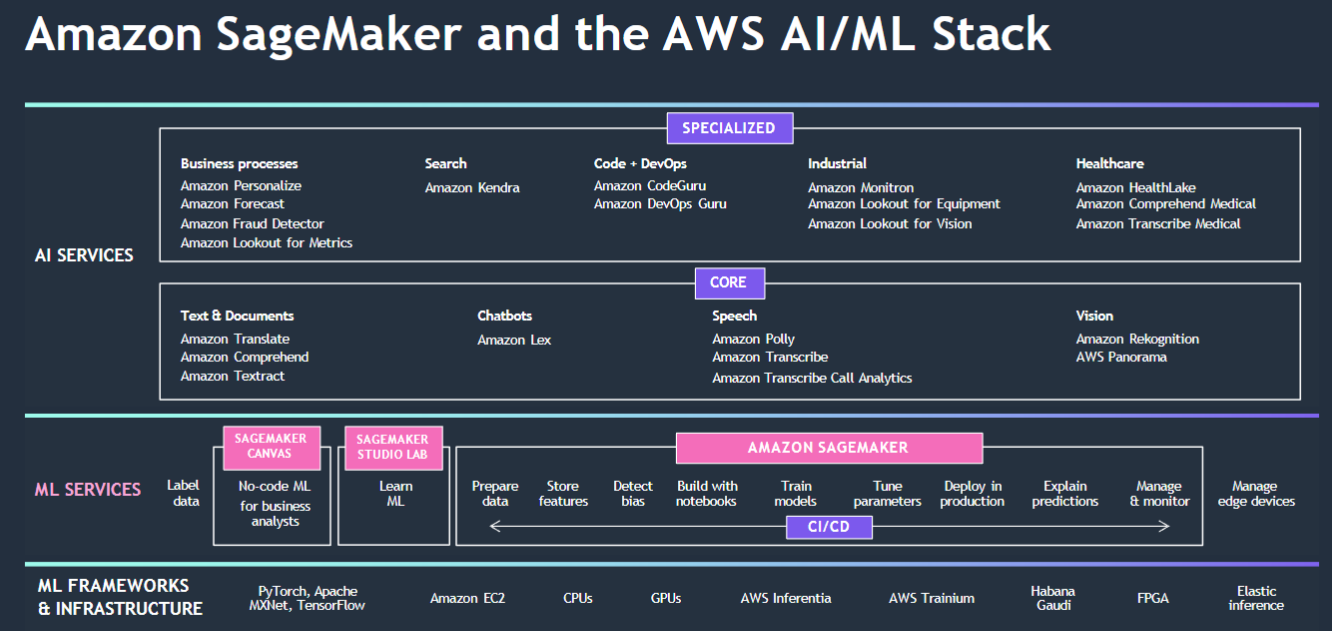 Amazon SageMaker and the AWS AI/ML Stack
SPECIALIZED
AI SERVICES
Business processes
Amazon Personalize
Amazon Forecast
Amazon Fraud Detector
Amazon Lookout for Metrics
Search
Amazon Kendra
Code + DevOps
Amazon CodeGuru
Amazon DevOps Guru
Industrial
Amazon Monitron
Amazon Lookout for Equipment
Amazon Lookout for Vision
Healthcare
Amazon HealthLake
Amazon Comprehend Medical
Amazon Transcribe Medical
CORE
Text & Documents
Amazon Translate
Amazon Comprehend
Amazon Textract
Chatbots
Amazon Lex
Speech
Amazon Polly
Amazon Transcribe
Amazon Transcribe Call Analytics
Vision
Amazon Rekognition
AWS Panorama
ML SERVICES
Label
data
SAGEMAKER
CANVAS
No-code ML
for business
analysts
SAGEMAKER
STUDIO LAB
Learn
ML
AMAZON SAGEMAKER
Prepare
data
Store
features
Detect
bias
Build with
notebooks
Train
models
Tune
parameters
Deploy in
production
Explain
predictions
Manage
& monitor
CI/CD
Manage
edge devices
ML FRAMEWORKS
& INFRASTRUCTURE
PyTorch, Apache
MXNet, TensorFlow
Amazon EC2
CPUs
GPUs
AWS Inferentia
AWS Trainium
Habana
Gaudi
FPGA
Elastic
inference